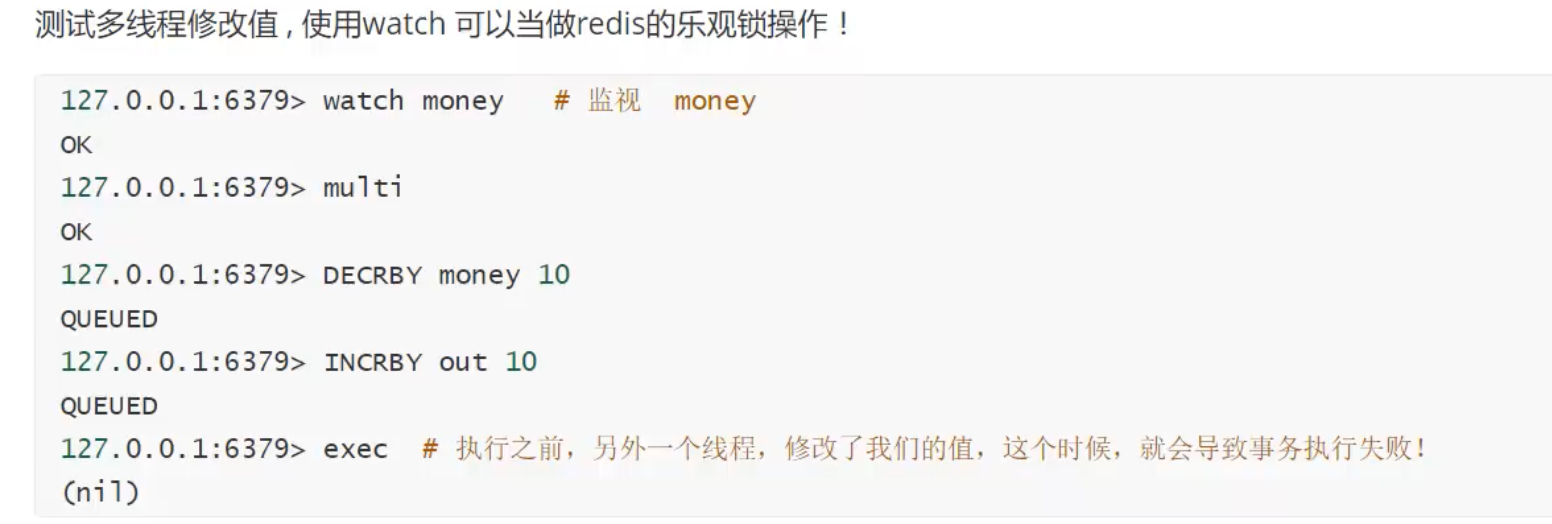 测试多线程修改值 , 使用watch 可以当做redis的乐观锁操作！
127.0.0.1:6379> watch money   # 监视  money
OK
127.0.0.1:6379> multi
OK
127.0.0.1:6379> DECRBY money 10
QUEUED
127.0.0.1:6379> INCRBY out 10
QUEUED
127.0.0.1:6379> exec  # 执行之前，另外一个线程，修改了我们的值，这个时候，就会导致事务执行失败！
(nil)